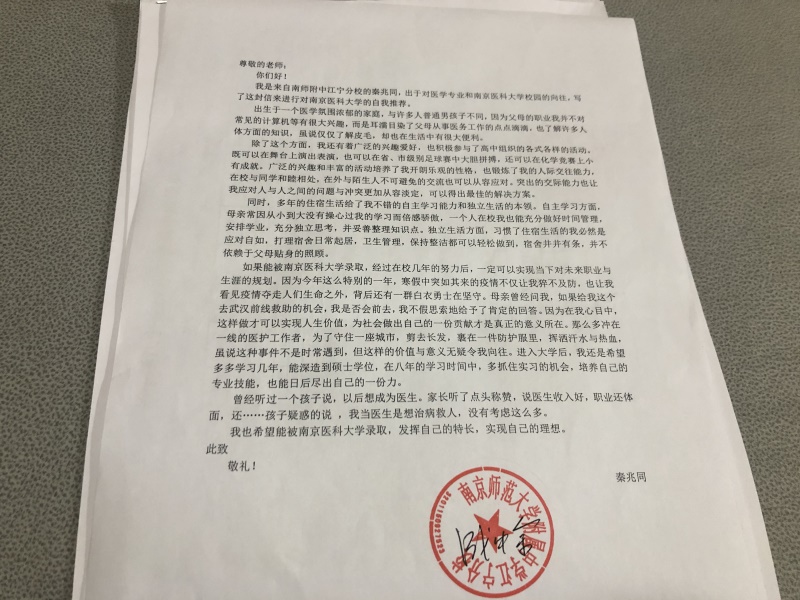 尊敬的老师：
你们好！
我是来自南师附中江宁分校的秦兆同，出于对医学专业和南京医科大学校园的向往，写
了这封信来进行对南京医科大学的自我推荐。
出生于一个医学氛围浓郁的家庭，与许多人普通男孩子不同，因为父母的职业我并不对
常见的计算机等有很大兴趣，而是耳濡目染了父母从事医务工作的点点滴滴，也了解许多人
体方面的知识，虽说仅仅了解皮毛，却也在生活中有很大便利。
除了这个方面，我还有着广泛的兴趣爱好，也积极参与了高中组织的各式各样的活动。
既可以在舞台上演出表演，也可以在省、市级别足球赛中大胆拼搏，还可以在化学竞赛上小
有成就。广泛的兴趣和丰富的活动培养了我开朗乐观的性格，也锻炼了我的人际交往能力，
在校与同学和睦相处，在外与陌生人不可避免的交流也可以从容应对。突出的交际能力也让
我应对人与人之间的问题与冲突更加从容淡定，可以得出最佳的解决方案。
同时，多年的住宿生活给了我不错的自主学习能力和独立生活的本领。自主学习方面，
母亲常因从小到大没有操心过我的学习而倍感骄傲，一个人在校我也能充分做好时间管理，
安排学业，充分独立思考，并妥善整理知识点。独立生活方面，习惯了住宿生活的我必然是
应对自如，打理宿舍日常起居，卫生管理，保持整洁都可以轻松做到，宿舍井井有条，并不
依赖于父母贴身的照顾。
如果能被南京医科大学录取，经过在校几年的努力后，一定可以实现当下对未来职业与
生涯的规划。因为今年这么特别的一年，寒假中突如其来的疫情不仅让我猝不及防，也让我
看见疫情夺走人们生命之外，背后还有一群白衣勇士在坚守。母亲曾经问我，如果给我这个
去武汉前线救助的机会，我是否会前去，我不假思索地给予了肯定的回答。因为在我心目中，
这样做才可以实现人生价值，为社会做出自己的一份贡献才是真正的意义所在。那么多冲在
一线的医护工作者，为了守住一座城市，剪去长发，裹在一件防护服里，挥洒汗水与热血，
虽说这种事件不是时常遇到，但这样的价值与意义无疑令我向往。进入大学后，我还是希望
多多学习几年，能深造到硕士学位，在八年的学习时间中，多抓住实习的机会，培养自己的
专业技能，也能日后尽出自己的一份力。
曾经听过一个孩子说，以后想成为医生。家长听了点头称赞，说医生收入好，职业还体
面，还……孩子疑惑的说 ，我当医生是想治病救人，没有考虑这么多。
我也希望能被南京医科大学录取，发挥自己的特长，实现自己的理想。
此致
敬礼！
秦兆同
南京师范大学附属中学江宁分校